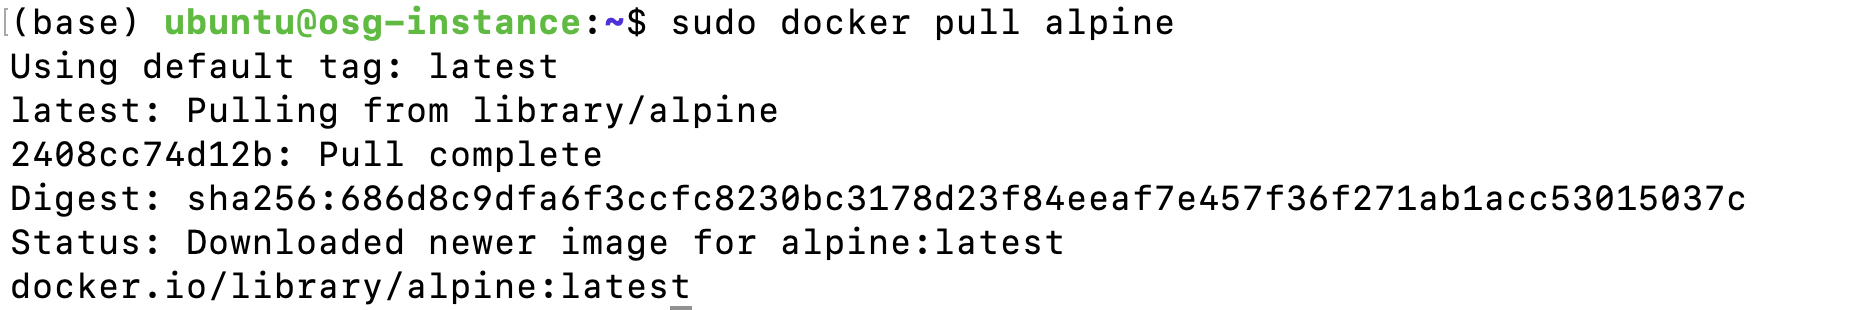 (base) ubuntu@osg-instance:~$ sudo docker pull alpine
Using default tag: latest
latest: Pulling from library/alpine
2408cc74d12b: Pull complete
Digest: sha256:686d8c9dfa6f3ccfc8230bc3178d23f84eeaf7e457f36f271ab1acc53015037c
Status: Downloaded newer image for alpine:latest
docker.io/library/alpine:latest